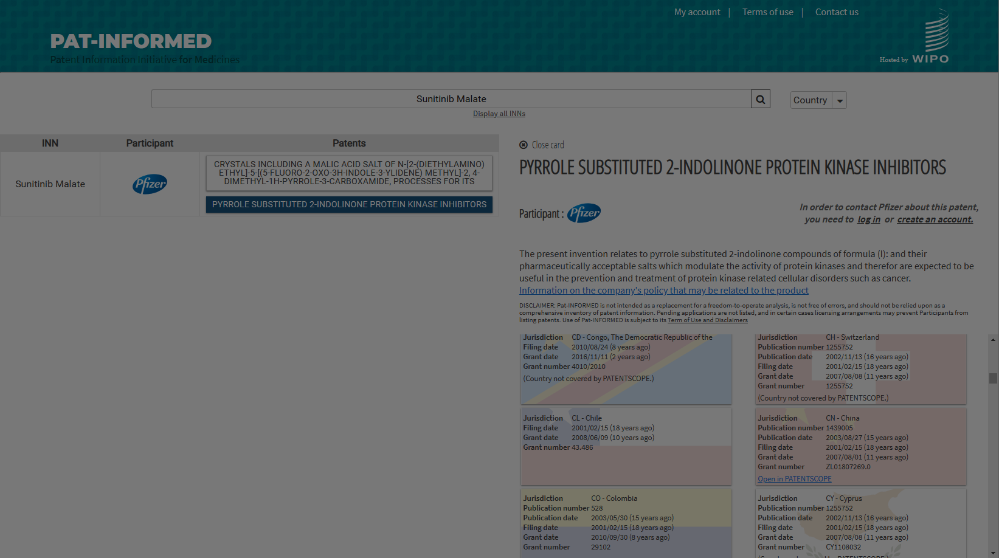 My account | Terms of use | Contact us
PAT-INFORMED
Patent Information Initiative for Medicines
Hosted by WIPO
Sunitinib Malate
Country
Display all INNs
INN Participant Patents
Sunitinib Malate
Pfizer
CRYSTALS INCLUDING A MALIC ACID SALT OF N-[2-(DIETHYLAMINO)
ETHYL]-5-[(5-FLUORO-2-OXO-3H-INDOLE-3-YLIDENE) METHYL]-2, 4-
DIMETHYL-1H-PYRROLE-3-CARBOXAMIDE, PROCESSES FOR ITS
PYRROLE SUBSTITUTED 2-INDOLINONE PROTEIN KINASE INHIBITORS
Close card
PYRROLE SUBSTITUTED 2-INDOLINONE PROTEIN KINASE INHIBITORS
Participant : Pfizer
In order to contact Pfizer about this patent,
you need to log in or create an account.
The present invention relates to pyrrole substituted 2-indolinone compounds of formula (I): and their
pharmaceutically acceptable salts which modulate the activity of protein kinases and therefor are expected to be
useful in the prevention and treatment of protein kinase related cellular disorders such as cancer.
Information on the company's policy that may be related to the product
DISCLAIMER: Pat-INFORMED is not intended as a replacement for a freedom-to-operate analysis, is not free of errors, and should not be relied upon as a
comprehensive inventory of patent information. Pending applications are not listed, and in certain cases licensing arrangements may prevent Participants from
listing patents. Use of Pat-INFORMED is subject to its Term of Use and Disclaimers
Jurisdiction CD - Congo, The Democratic Republic of the
Filing date 2010/08/24 (8 years ago)
Grant date 2016/11/11 (2 years ago)
Grant number 4010/2010
(Country not covered by PATENTSCOPE.)
Jurisdiction CH - Switzerland
Publication number 1255752
Publication date 2002/11/13 (16 years ago)
Filing date 2001/02/15 (18 years ago)
Grant date 2007/08/08 (11 years ago)
Grant number 1255752
(Country not covered by PATENTSCOPE.)
Jurisdiction CL - Chile
Filing date 2001/02/15 (18 years ago)
Grant date 2008/06/09 (10 years ago)
Grant number 43.486
Jurisdiction CN - China
Publication number 1439005
Publication date 2003/08/27 (15 years ago)
Filing date 2001/02/15 (18 years ago)
Grant date 2007/08/01 (11 years ago)
Grant number ZL01807269.0
Open in PATENTSCOPE
Jurisdiction CO - Colombia
Publication number 528
Publication date 2003/05/30 (15 years ago)
Filing date 2001/02/15 (18 years ago)
Grant date 2010/09/30 (8 years ago)
Grant number 29102
Jurisdiction CY - Cyprus
Publication number 1255752
Publication date 2002/11/13 (16 years ago)
Filing date 2001/02/15 (18 years ago)
Grant date 2007/08/08 (11 years ago)
Grant number CY1108032